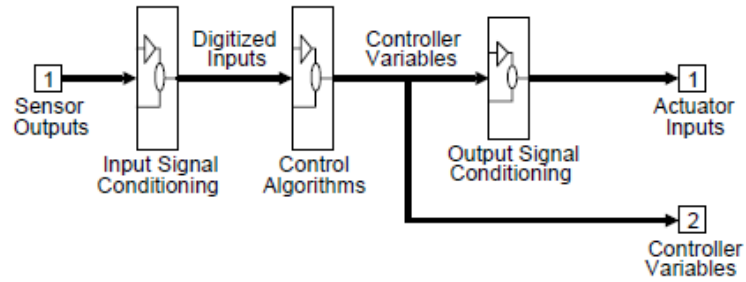 Digitized
Inputs
Controller
Variables
1
Sensor
Outputs
Input Signal
Conditioning
Control
Algorithms
Output Signal
Conditioning
1
Actuator
Inputs
2
Controller
Variables